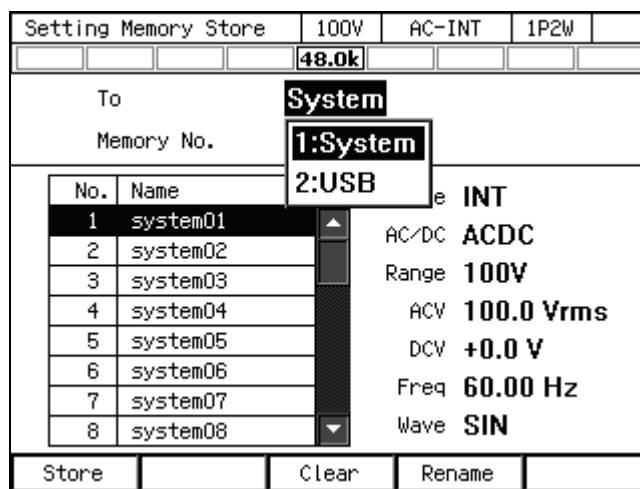 Setting Memory Store 100V AC-INT 1P2W
48.0k
To System
Memory No. 1:System
2:USB
No. Name e INT
1 system01 AC/DC ACDC
2 system02
3 system03 Range 100V
4 system04 ACV 100.0 Vrms
5 system05 DCV +0.0 V
6 system06
7 system07 Freq 60.00 Hz
8 system08 Wave SIN
Store Clear Rename